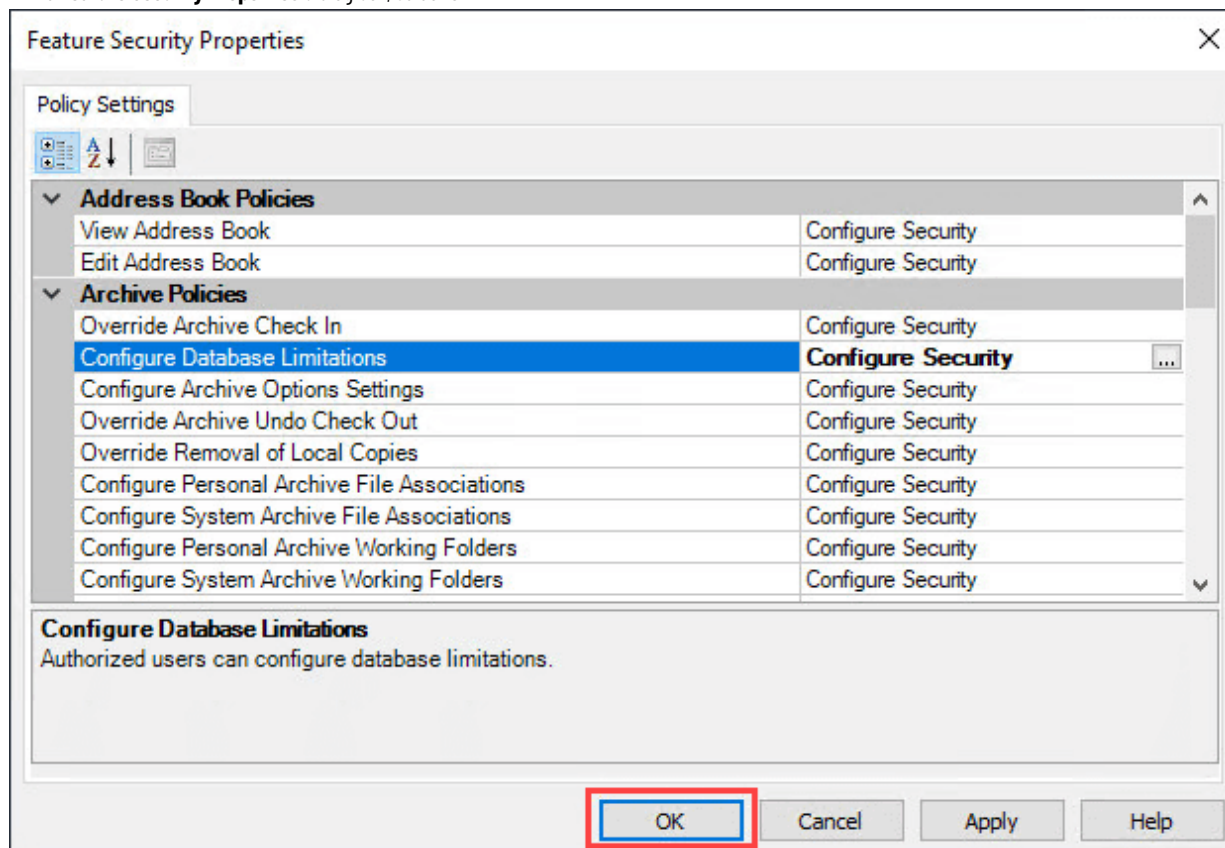 Feature Security Properties
Policy Settings
A
Z
Address Book Policies
View Address Book Configure Security
Edit Address Book Configure Security
Archive Policies
Override Archive Check In Configure Security
Configure Database Limitations Configure Security ...
Configure Archive Options Settings Configure Security
Override Archive Undo Check Out Configure Security
Override Removal of Local Copies Configure Security
Configure Personal Archive File Associations Configure Security
Configure System Archive File Associations Configure Security
Configure Personal Archive Working Folders Configure Security
Configure System Archive Working Folders Configure Security
Configure Database Limitations
Authorized users can configure database limitations.
OK Cancel Apply Help